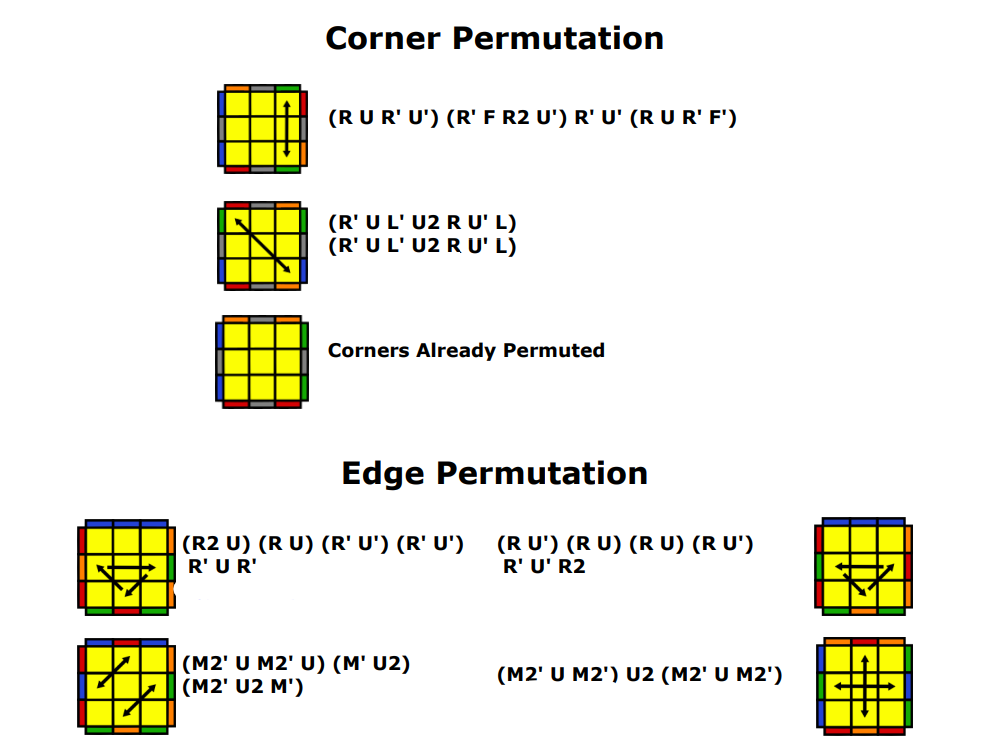 Corner Permutation
(R U R' U') (R' F R2 U') R' U' (R U R' F')
(R' U L' U2 R U' L)
(R' U L' U2 R U' L)
Corners Already Permuted
Edge Permutation
(R2 U) (R U) (R' U') (R' U')
R' U R'
(R U') (R U) (R U) (R U')
R' U' R2
(M2' U M2' U) (M' U2)
(M2' U2 M')
(M2' U M2') U2 (M2' U M2')